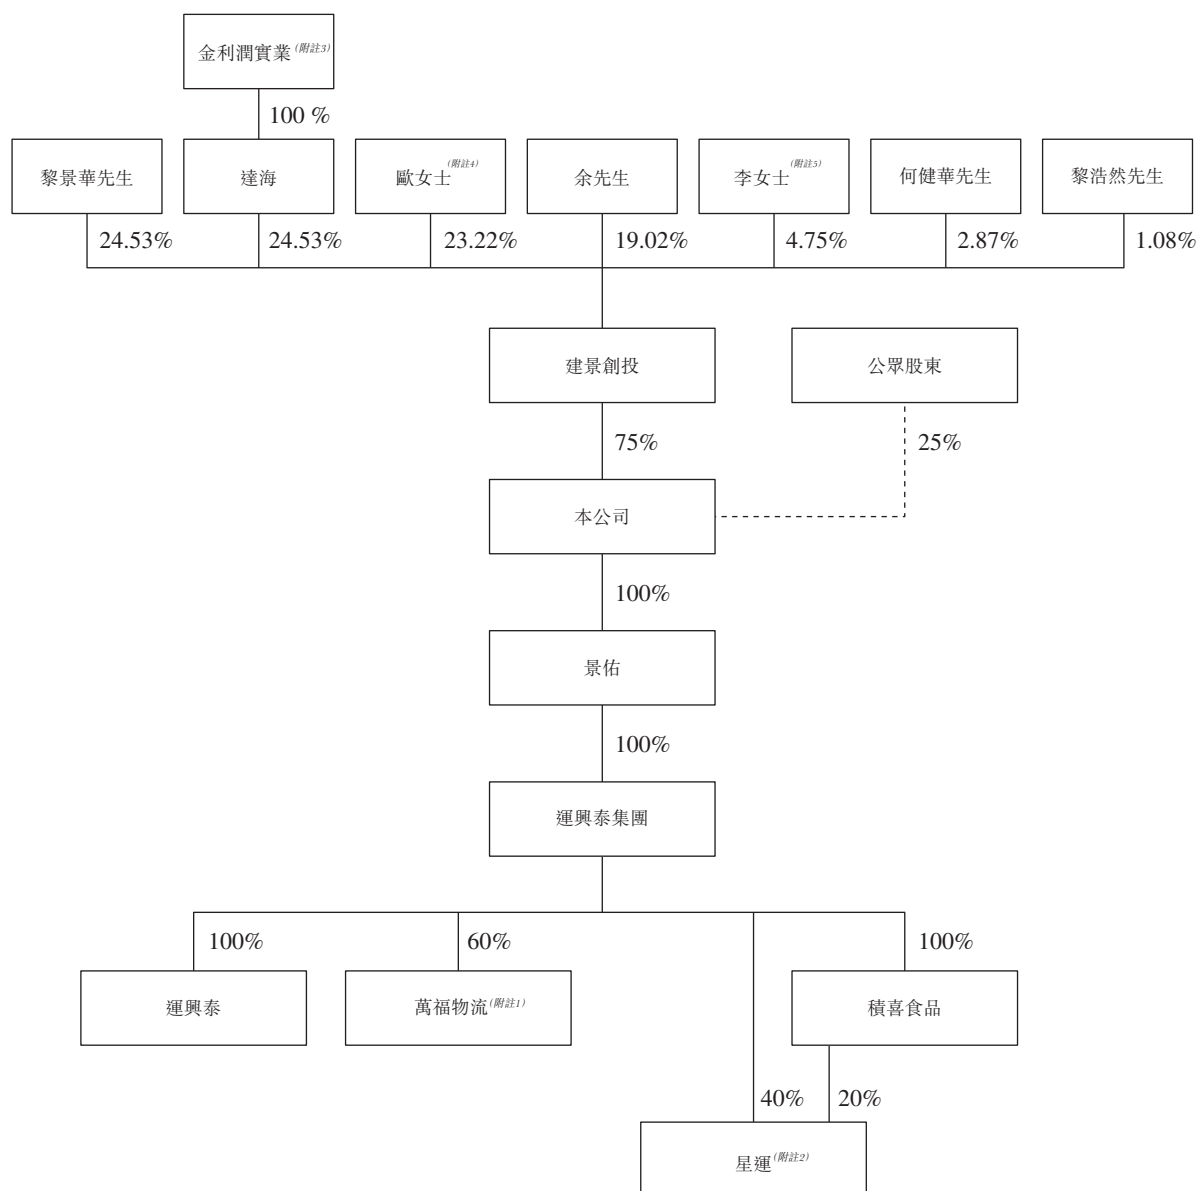 金利潤實業(附註3)
100 %
黎景華先生
達海
歐女士(附註4)
余先生
李女士(附註5)
何健華先生
黎浩然先生
24.53%
24.53%
23.22%
19.02%
4.75%
2.87%
1.08%
建景創投
公眾股東
75%
25%
本公司
100%
景佑
100%
運興泰集團
100%
60%
100%
運興泰
萬福物流(附註1)
積喜食品
40%
20%
星運(附註2)